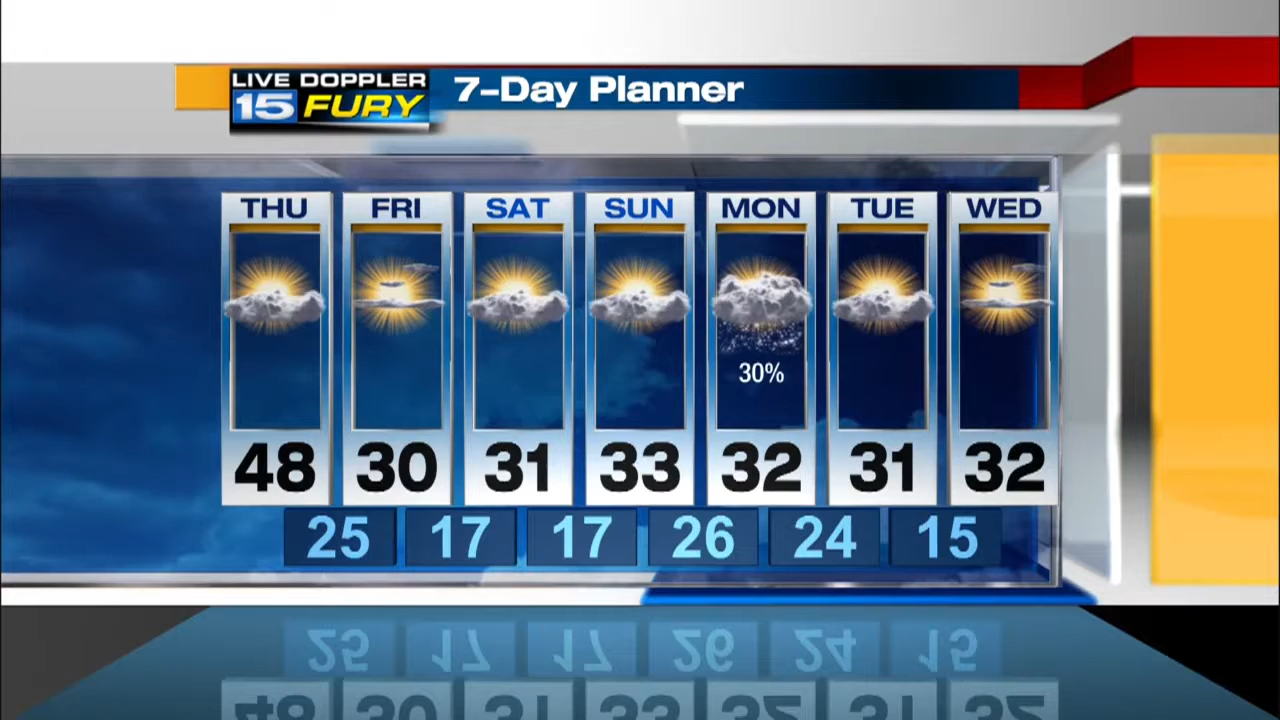 LIVE DOPPLER
15 FURY
7-Day Planner
THU FRI SAT SUN MON TUE WED
30%
48 30 31 33 32 31 32
25 17 17 26 24 15